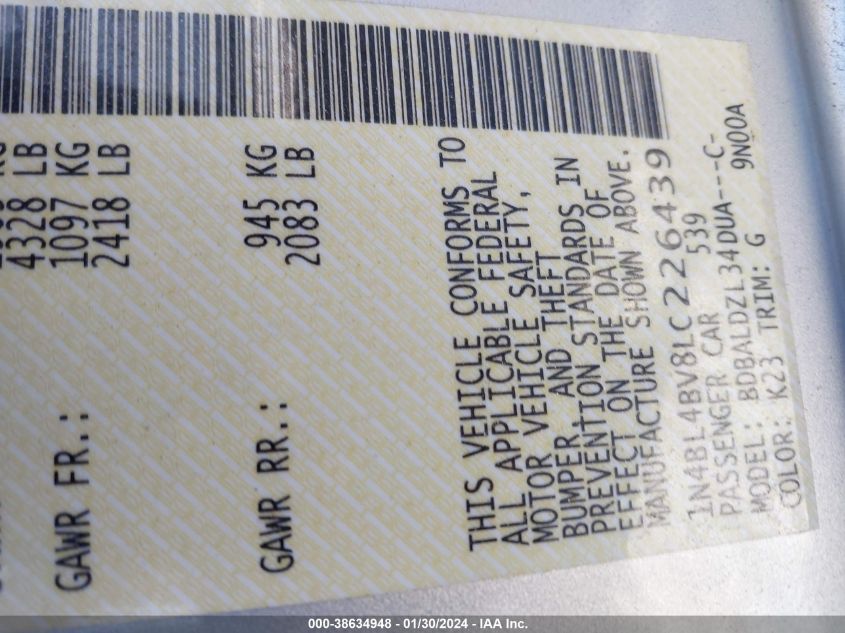 4328 LB
GAWR FR.: 1097 KG
2418 LB
GAWR RR.: 945 KG
2083 LB
THIS VEHICLE CONFORMS TO
ALL APPLICABLE FEDERAL
MOTOR VEHICLE SAFETY,
BUMPER, AND THEFT
PREVENTION STANDARDS IN
EFFECT ON THE DATE OF
MANUFACTURE SHOWN ABOVE.
1N4BL4BV8LC226439
PASSENGER CAR 539
MODEL: BDBALDZL34DUA---C-
COLOR: K23 TRIM: G 9N00A
000-38634948 - 01/30/2024 - IAA Inc.